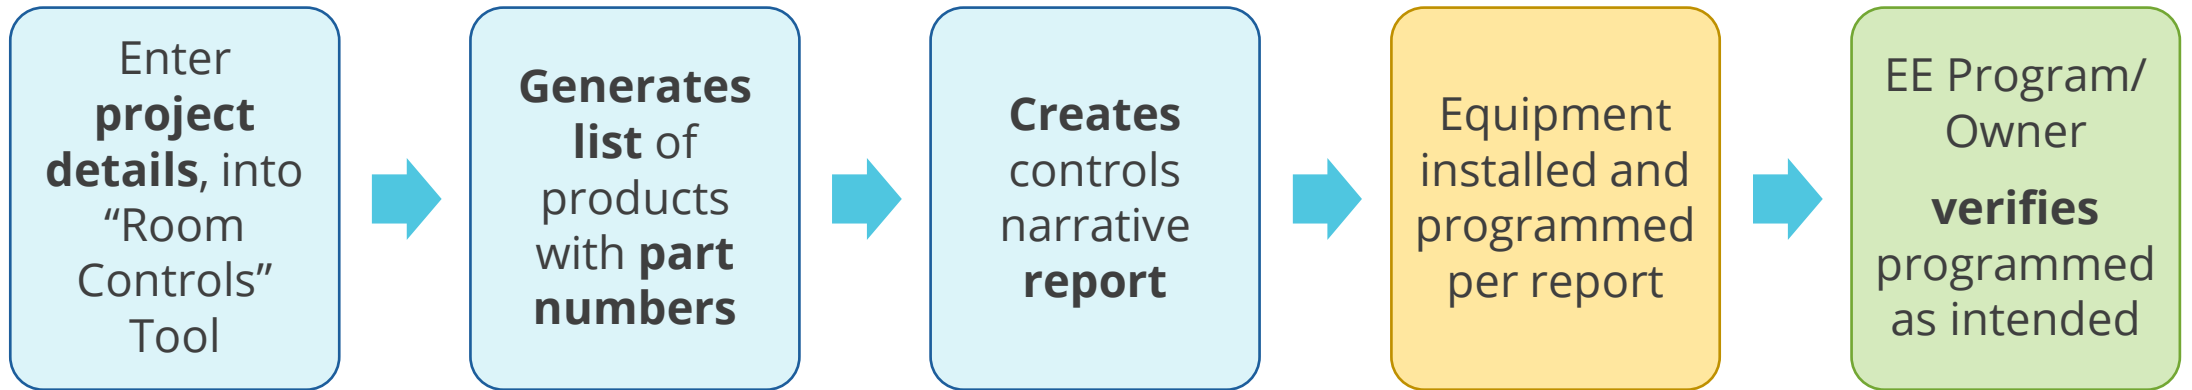 Enter
project
details, into
“Room
Controls”
Tool
Generates
list of
products
with part
numbers
Creates
controls
narrative
report
Equipment
installed and
programmed
per report
EE Program/
Owner
verifies
programmed
as intended